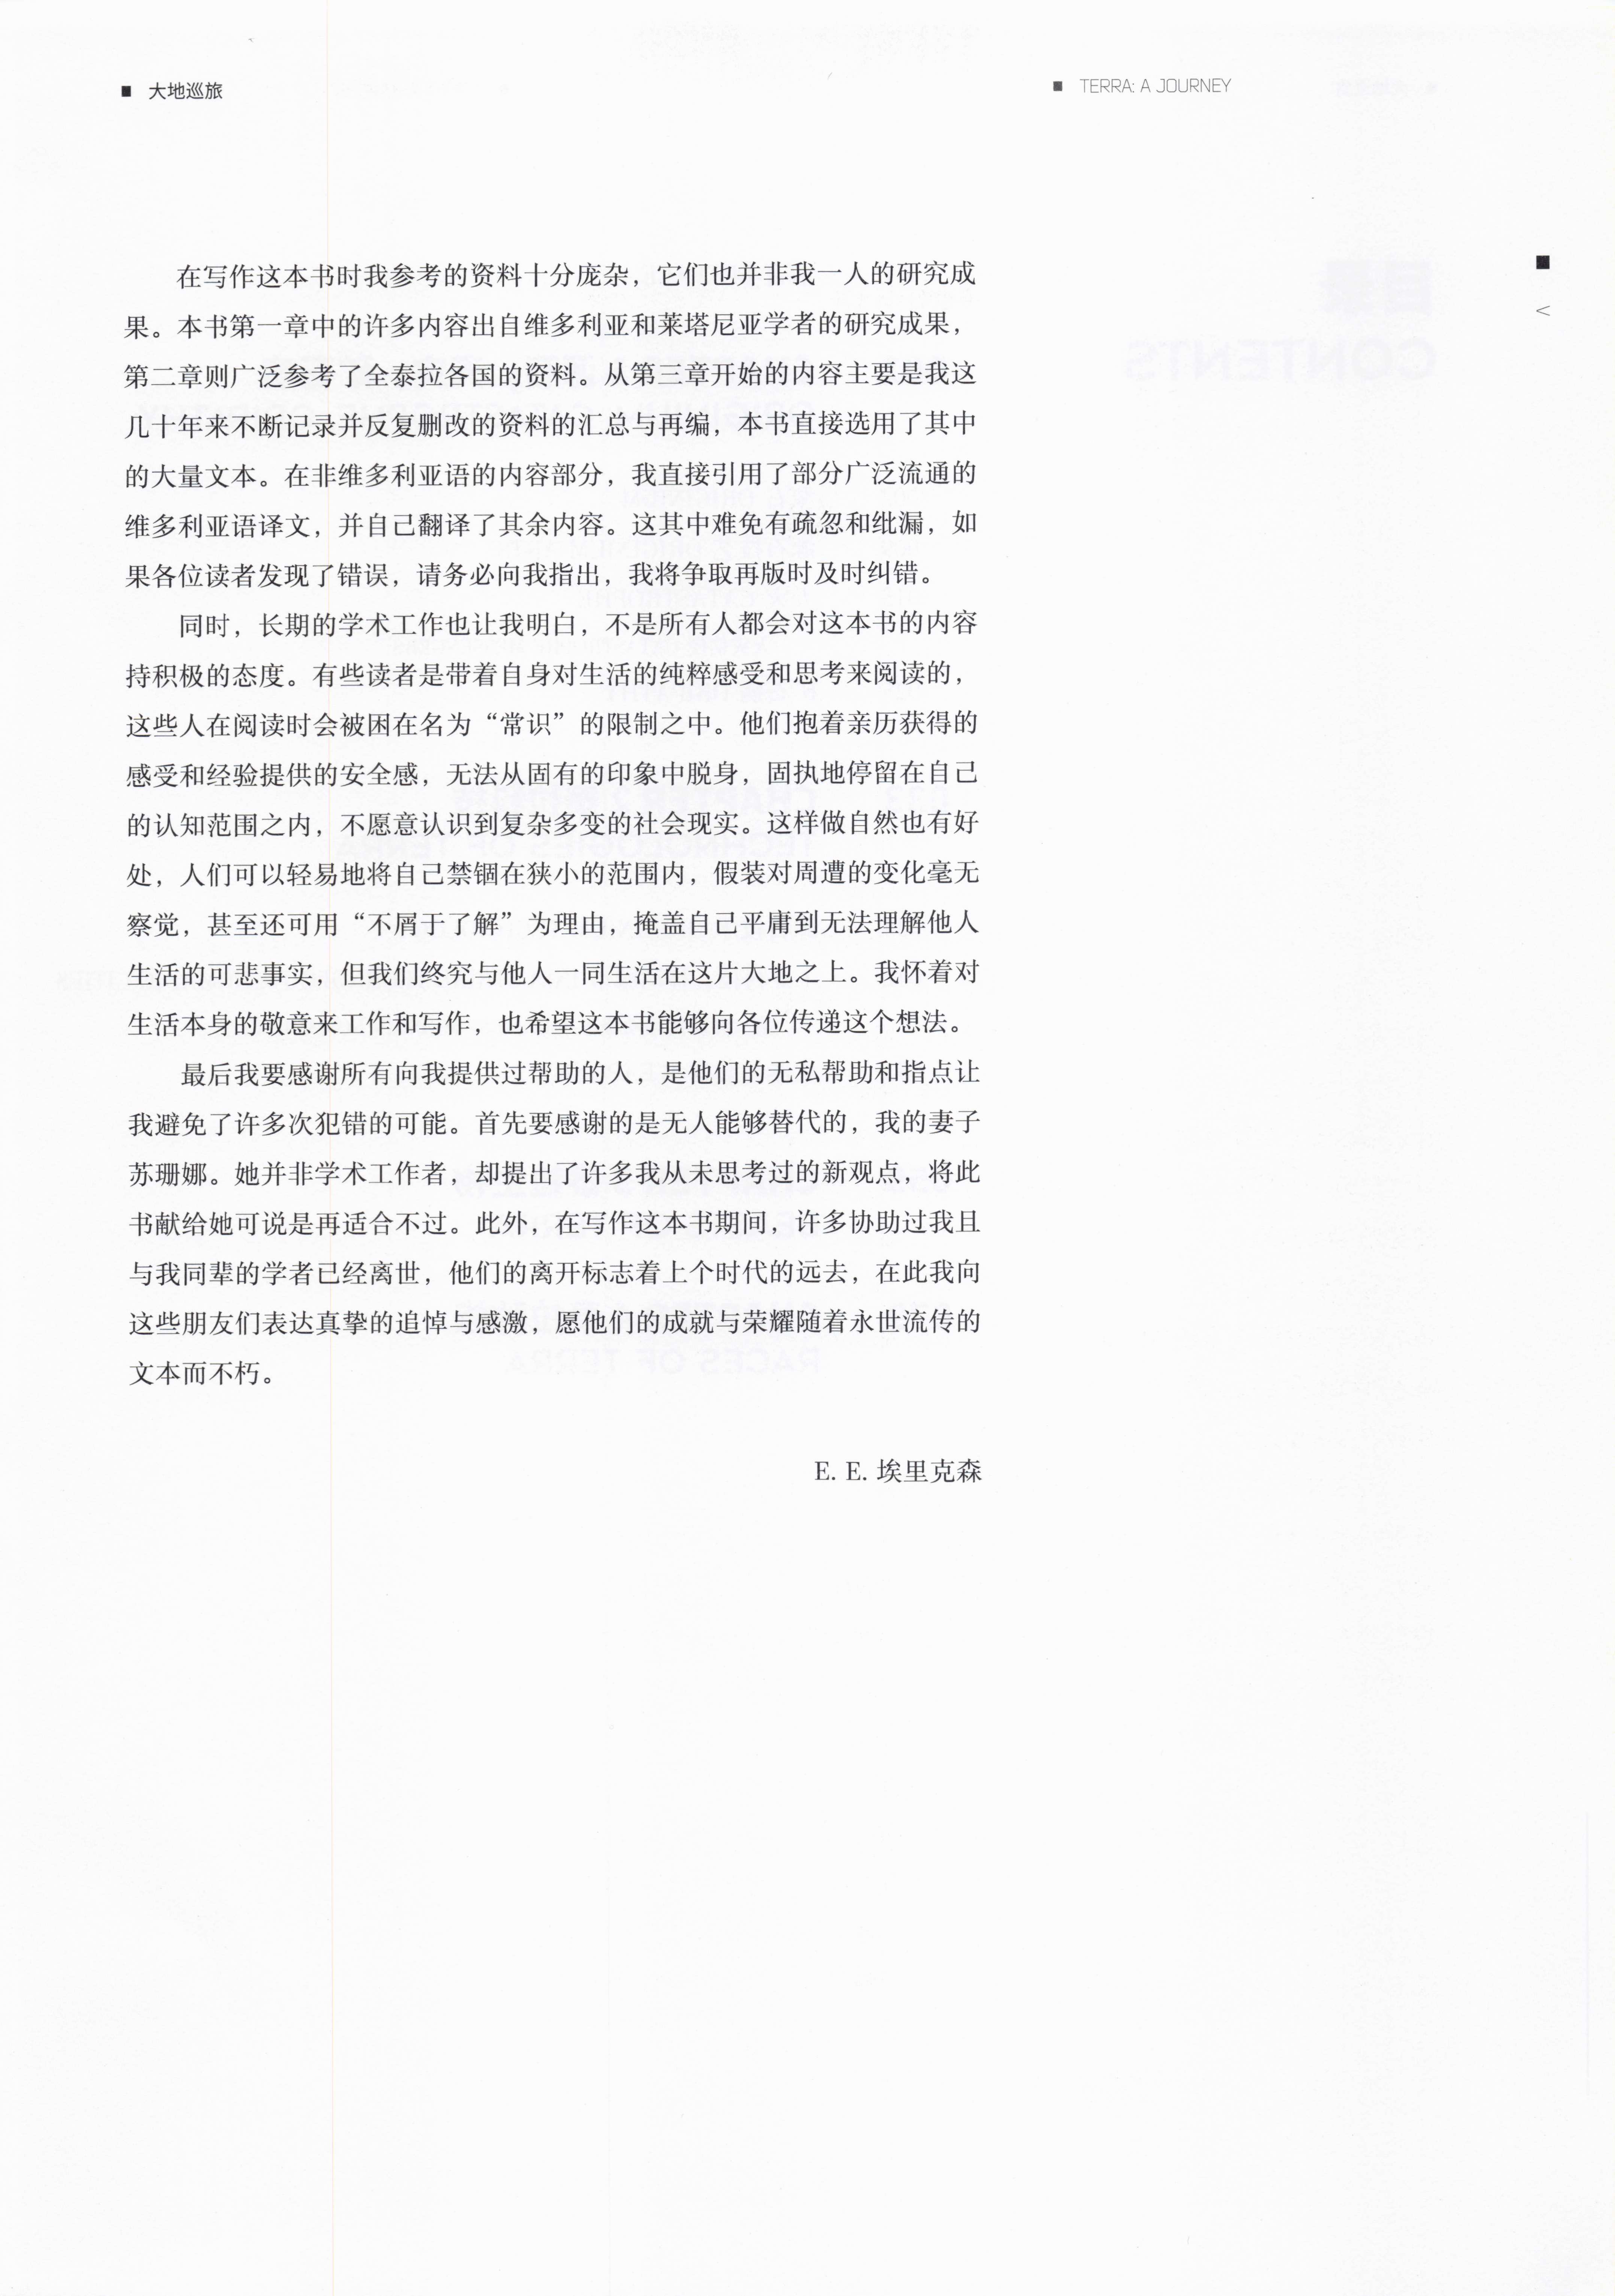 大地巡旅
TERRA: A JOURNEY
在写作这本书时我参考的资料十分庞杂，它们也并非我一人的研究成
果。本书第一章中的许多内容出自维多利亚和莱塔尼亚学者的研究成果，
第二章则广泛参考了全泰拉各国的资料。从第三章开始的内容主要是我这
几十年来不断记录并反复删改的资料的汇总与再编，本书直接选用了其中
的大量文本。在非维多利亚语的内容部分，我直接引用了部分广泛流通的
维多利亚语译文，并自己翻译了其余内容。这其中难免有疏忽和纰漏，如
果各位读者发现了错误，请务必向我指出，我将争取再版时及时纠错。
同时，长期的学术工作也让我明白，不是所有人都会对这本书的内容
持积极的态度。有些读者是带着自身对生活的纯粹感受和思考来阅读的，
这些人在阅读时会被困在名为“常识”的限制之中。他们抱着亲历获得的
感受和经验提供的安全感，无法从固有的印象中脱身，固执地停留在自己
的认知范围之内，不愿意认识到复杂多变的社会现实。这样做自然也有好
处，人们可以轻易地将自己禁锢在狭小的范围内，假装对周遭的变化毫无
察觉，甚至还可用“不屑于了解”为理由，掩盖自己平庸到无法理解他人
生活的可悲事实，但我们终究与他人一同生活在这片大地之上。我怀着对
生活本身的敬意来工作和写作，也希望这本书能够向各位传递这个想法。
最后我要感谢所有向我提供过帮助的人，是他们的无私帮助和指点让
我避免了许多次犯错的可能。首先要感谢的是无人能够替代的，我的妻子
苏珊娜。她并非学术工作者，却提出了许多我从未思考过的新观点，将此
书献给她可说是再适合不过。此外，在写作这本书期间，许多协助过我且
与我同辈的学者已经离世，他们的离开标志着上个时代的远去，在此我向
这些朋友们表达真挚的追悼与感激，愿他们的成就与荣耀随着永世流传的
文本而不朽。
E. E. 埃里克森